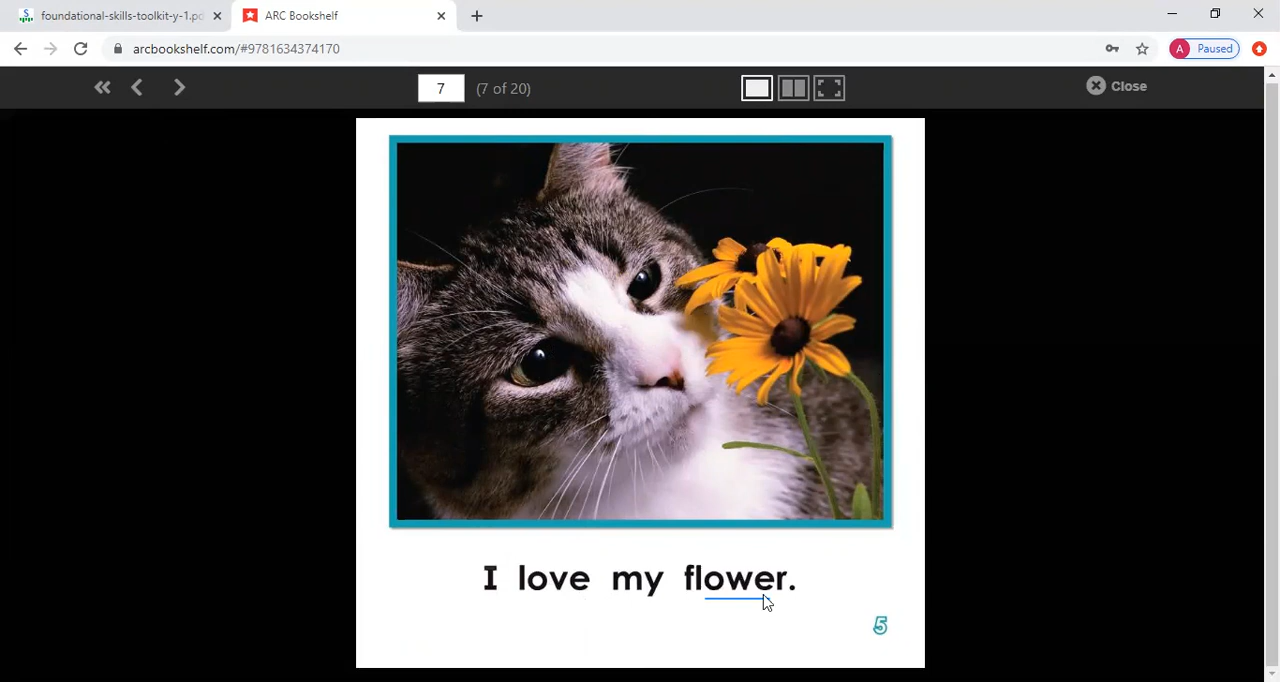 foundational-skills-toolkit-y-1.pd
ARC Bookshelf
arcbookshelf.com/#9781634374170
A Paused
7 (7 of 20)
Close
I love my flower.
5